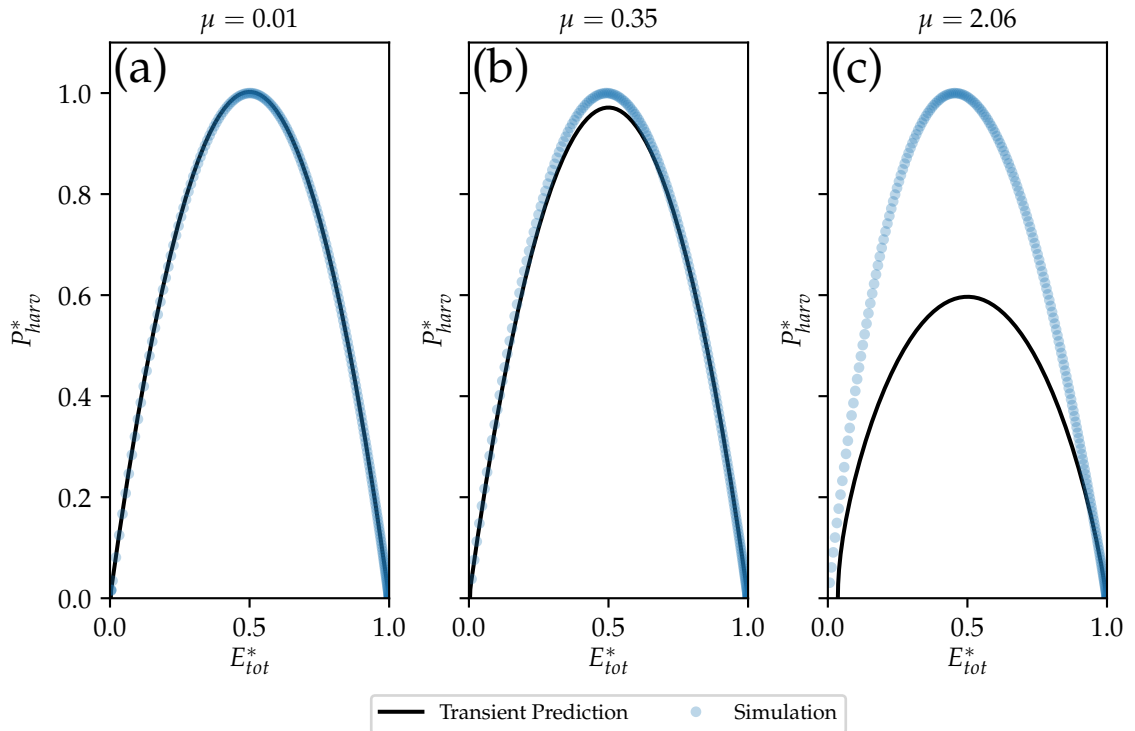 μ = 0.01
μ = 0.35
μ = 2.06
(a)
(b)
(c)
1.0
0.8
0.6
0.4
0.2
0.0
P*harv
P*harv
P*harv
0.0 0.5 1.0
0.0 0.5 1.0
0.0 0.5 1.0
E*tot
E*tot
E*tot
Transient Prediction
Simulation